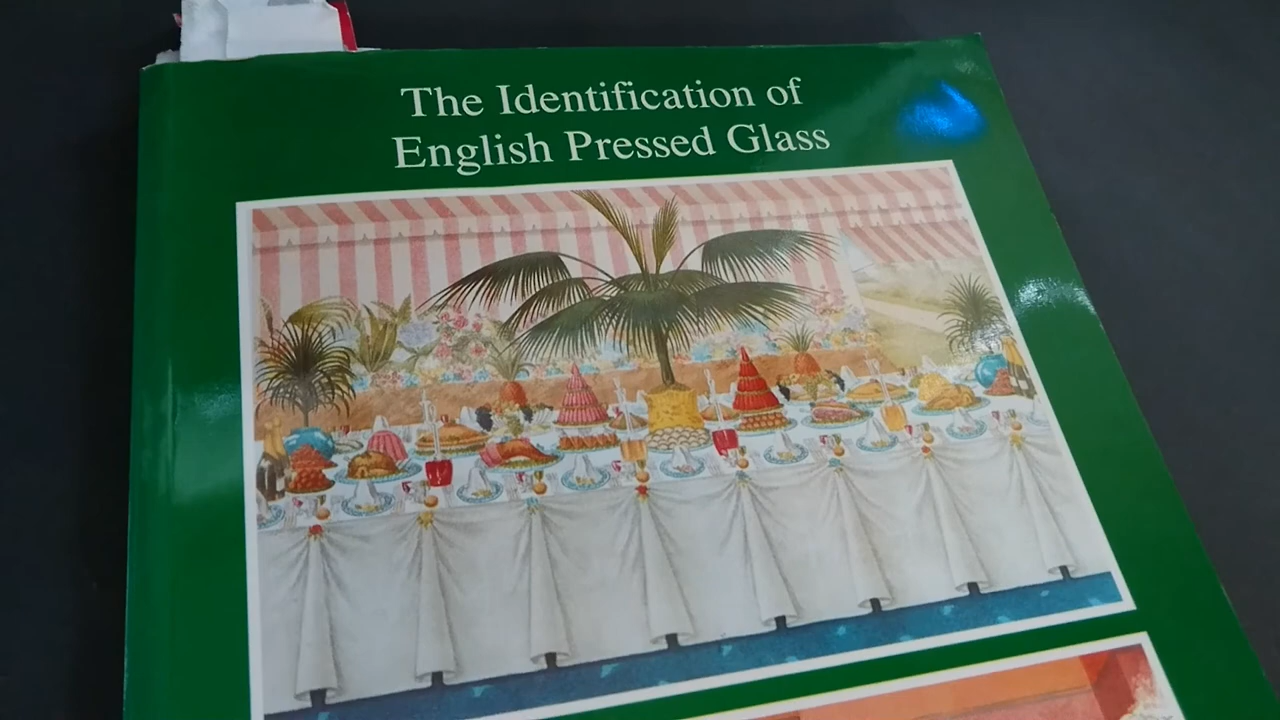 The Identification of
English Pressed Glass